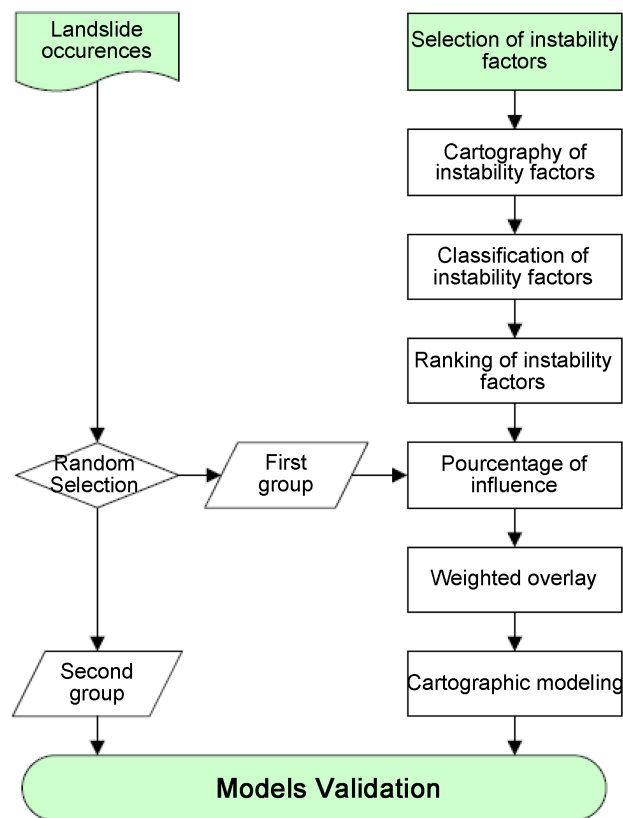 Landslide
occurences
Selection of instability
factors
Cartography of
instability factors
Classification of
instability factors
Ranking of instability
factors
Random
Selection
First
group
Pourcentage of
influence
Weighted overlay
Second
group
Cartographic modeling
Models Validation